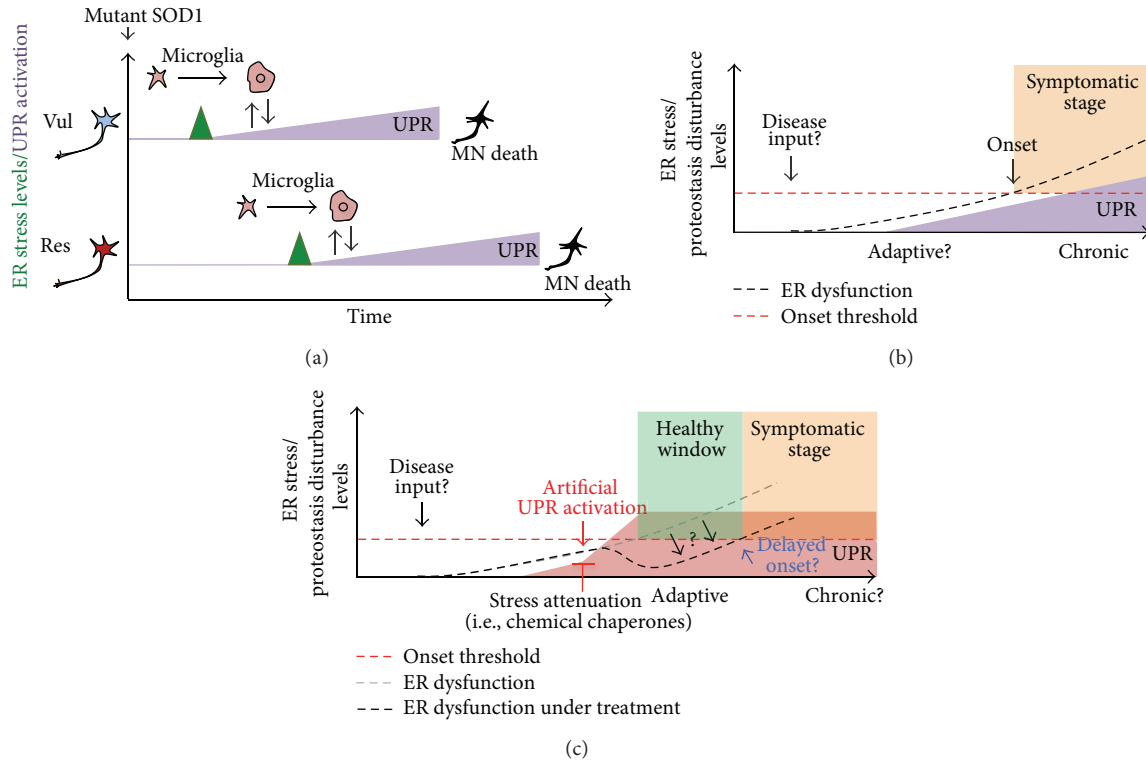 Mutant SOD1
ER stress levels/UPR activation
Microglia
Vul
UPR
MN death
Microglia
Res
UPR
MN death
Time
(a)
ER stress/
proteostasis disturbance
levels
Disease
input?
Onset
Symptomatic
stage
UPR
Adaptive?
Chronic
ER dysfunction
Onset threshold
(b)
ER stress/
proteostasis disturbance
levels
Disease
input?
Artificial
UPR activation
Healthy
window
Symptomatic
stage
?
Delayed
onset?
UPR
Stress attenuation
(i.e., chemical chaperones)
Adaptive
Chronic?
Onset threshold
ER dysfunction
ER dysfunction under treatment
(c)